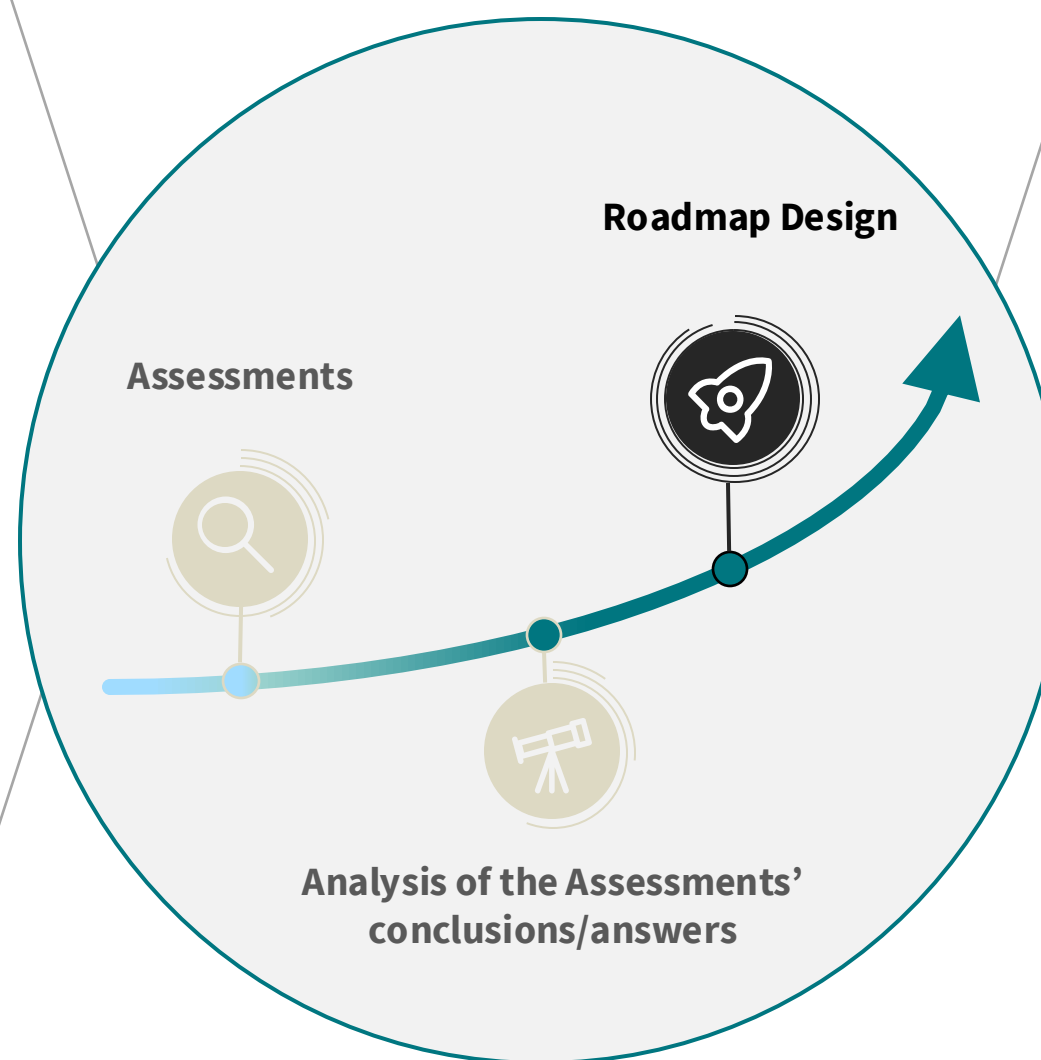 Roadmap Design
Assessments
Analysis of the Assessments’
conclusions/answers